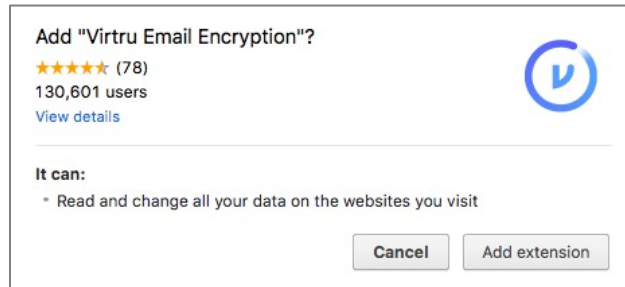 Add "Virtru Email Encryption"?
★★★★⯪ (78)
130,601 users
View details
It can:
• Read and change all your data on the websites you visit
Cancel
Add extension